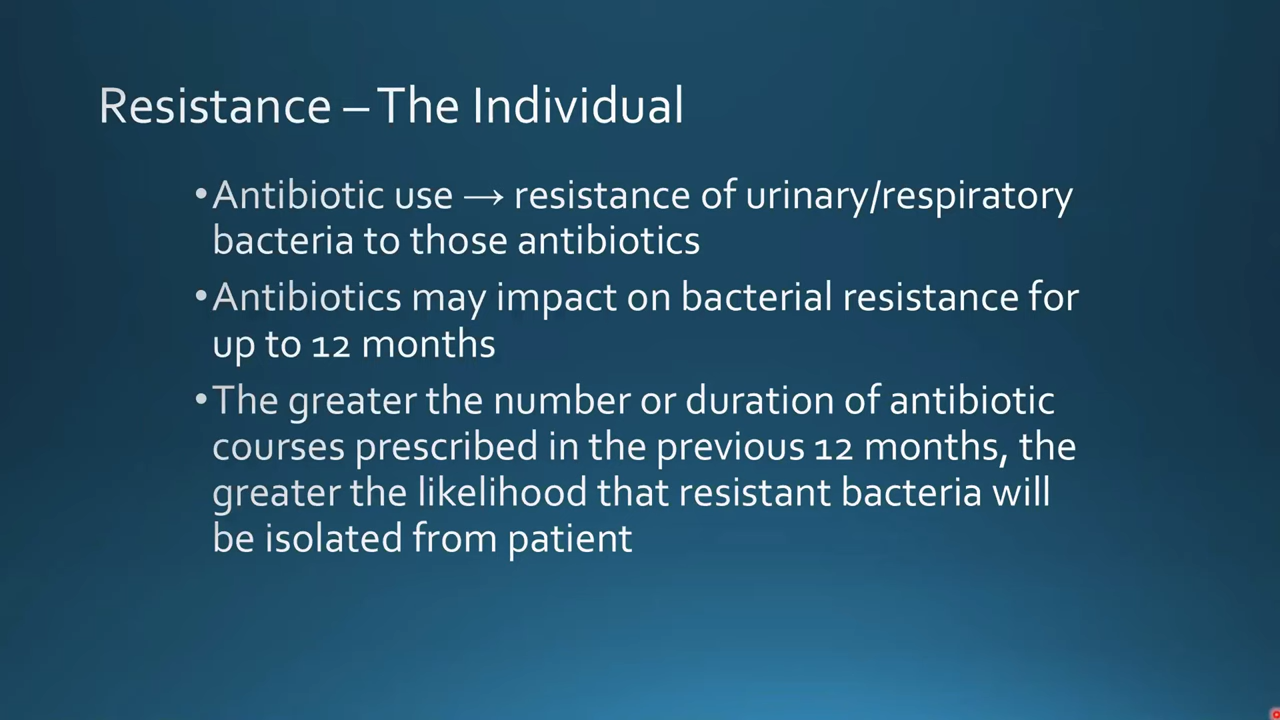 Resistance – The Individual
•Antibiotic use → resistance of urinary/respiratory
bacteria to those antibiotics
•Antibiotics may impact on bacterial resistance for
up to 12 months
•The greater the number or duration of antibiotic
courses prescribed in the previous 12 months, the
greater the likelihood that resistant bacteria will
be isolated from patient